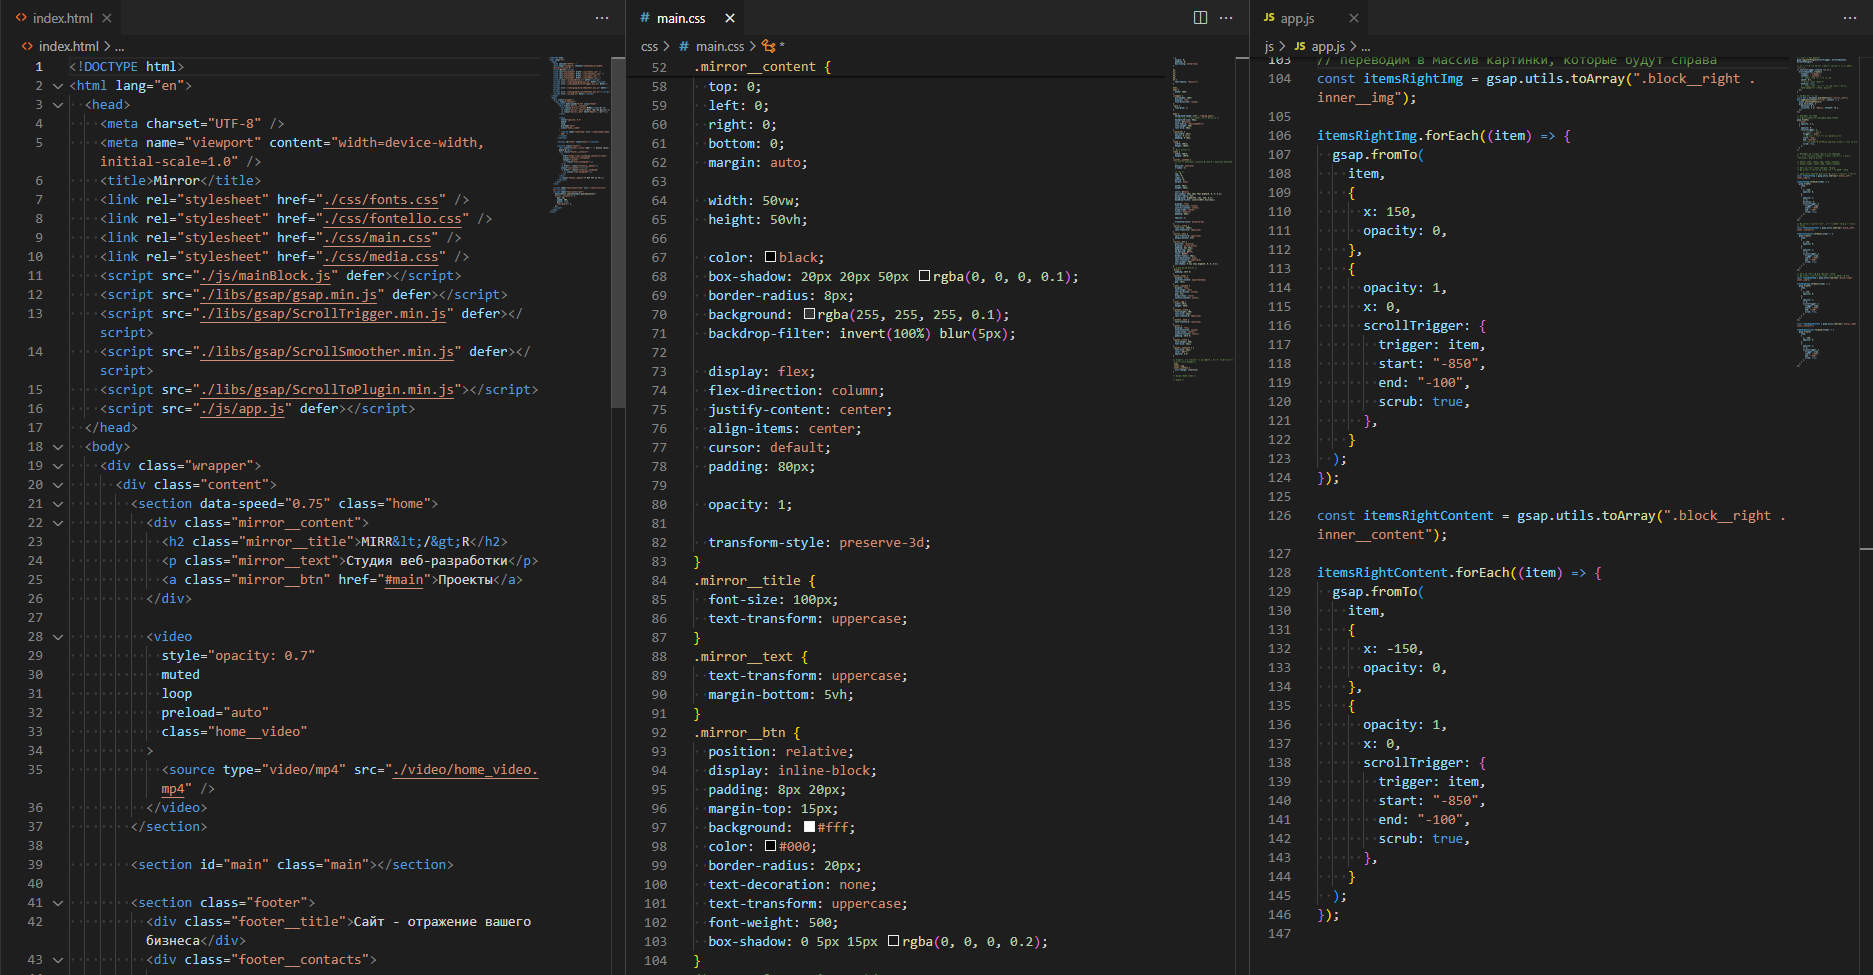 index.html
index.html > ...
1 <!DOCTYPE html>
2 <html lang="en">
3 <head>
4 <meta charset="UTF-8" />
5 <meta name="viewport" content="width=device-width,
initial-scale=1.0" />
6 <title>Mirror</title>
7 <link rel="stylesheet" href="./css/fonts.css" />
8 <link rel="stylesheet" href="./css/fontello.css" />
9 <link rel="stylesheet" href="./css/main.css" />
10 <link rel="stylesheet" href="./css/media.css" />
11 <script src="./js/mainBlock.js" defer></script>
12 <script src="./libs/gsap/gsap.min.js" defer></script>
13 <script src="./libs/gsap/ScrollTrigger.min.js" defer></
script>
14 <script src="./libs/gsap/ScrollSmoother.min.js" defer></
script>
15 <script src="./libs/gsap/ScrollToPlugin.min.js"></script>
16 <script src="./js/app.js" defer></script>
17 </head>
18 <body>
19 <div class="wrapper">
20 <div class="content">
21 <section data-speed="0.75" class="home">
22 <div class="mirror__content">
23 <h2 class="mirror__title">MIRR&lt;/&gt;R</h2>
24 <p class="mirror__text">Студия веб-разработки</p>
25 <a class="mirror__btn" href="#main">Проекты</a>
26 </div>
27
28 <video
29 style="opacity: 0.7"
30 muted
31 loop
32 preload="auto"
33 class="home__video"
34 >
35 <source type="video/mp4" src="./video/home_video.
mp4" />
36 </video>
37 </section>
38
39 <section id="main" class="main"></section>
40
41 <section class="footer">
42 <div class="footer__title">Сайт - отражение вашего
бизнеса</div>
43 <div class="footer__contacts">
main.css
css > main.css > *
52 .mirror__content {
58 top: 0;
59 left: 0;
60 right: 0;
61 bottom: 0;
62 margin: auto;
63
64 width: 50vw;
65 height: 50vh;
66
67 color: black;
68 box-shadow: 20px 20px 50px rgba(0, 0, 0, 0.1);
69 border-radius: 8px;
70 background: rgba(255, 255, 255, 0.1);
71 backdrop-filter: invert(100%) blur(5px);
72
73 display: flex;
74 flex-direction: column;
75 justify-content: center;
76 align-items: center;
77 cursor: default;
78 padding: 80px;
79
80 opacity: 1;
81
82 transform-style: preserve-3d;
83 }
84 .mirror__title {
85 font-size: 100px;
86 text-transform: uppercase;
87 }
88 .mirror__text {
89 text-transform: uppercase;
90 margin-bottom: 5vh;
91 }
92 .mirror__btn {
93 position: relative;
94 display: inline-block;
95 padding: 8px 20px;
96 margin-top: 15px;
97 background: #fff;
98 color: #000;
99 border-radius: 20px;
100 text-decoration: none;
101 text-transform: uppercase;
102 font-weight: 500;
103 box-shadow: 0 5px 15px rgba(0, 0, 0, 0.2);
104 }
JS app.js
js > JS app.js > ...
103 // переводим в массив картинки, которые будут справа
104 const itemsRightImg = gsap.utils.toArray(".block__right .
inner__img");
105
106 itemsRightImg.forEach((item) => {
107 gsap.fromTo(
108 item,
109 {
110 x: 150,
111 opacity: 0,
112 },
113 {
114 opacity: 1,
115 x: 0,
116 scrollTrigger: {
117 trigger: item,
118 start: "-850",
119 end: "-100",
120 scrub: true,
121 },
122 }
123 );
124 });
125
126 const itemsRightContent = gsap.utils.toArray(".block__right .
inner__content");
127
128 itemsRightContent.forEach((item) => {
129 gsap.fromTo(
130 item,
131 {
132 x: -150,
133 opacity: 0,
134 },
135 {
136 opacity: 1,
137 x: 0,
138 scrollTrigger: {
139 trigger: item,
140 start: "-850",
141 end: "-100",
142 scrub: true,
143 },
144 }
145 );
146 });
147